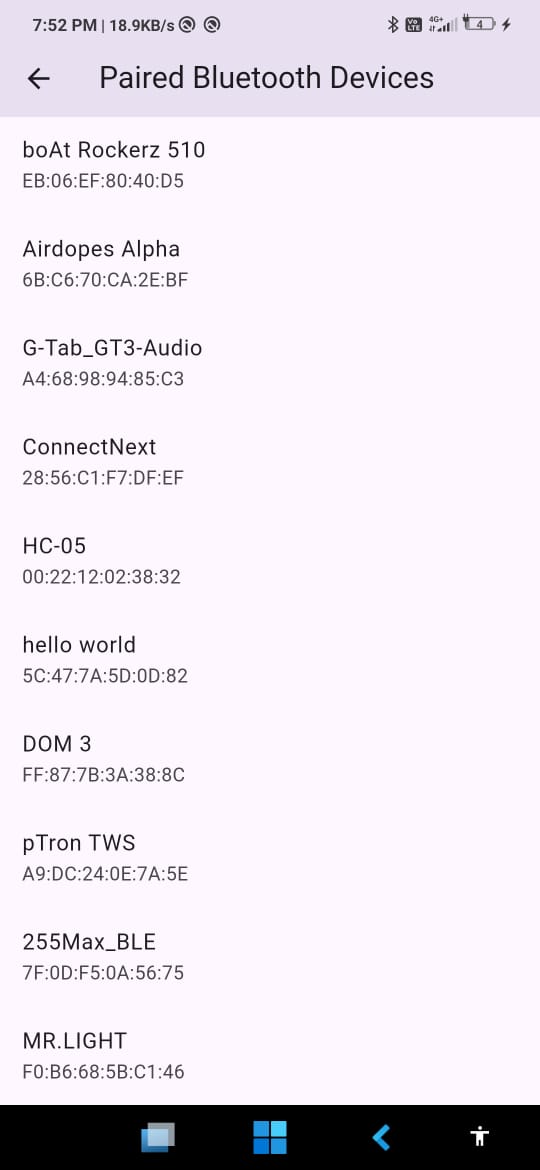 7:52 PM | 18.9KB/s
Vo LTE 4G+ 4
Paired Bluetooth Devices
boAt Rockerz 510
EB:06:EF:80:40:D5
Airdopes Alpha
6B:C6:70:CA:2E:BF
G-Tab_GT3-Audio
A4:68:98:94:85:C3
ConnectNext
28:56:C1:F7:DF:EF
HC-05
00:22:12:02:38:32
hello world
5C:47:7A:5D:0D:82
DOM 3
FF:87:7B:3A:38:8C
pTron TWS
A9:DC:24:0E:7A:5E
255Max_BLE
7F:0D:F5:0A:56:75
MR.LIGHT
F0:B6:68:5B:C1:46